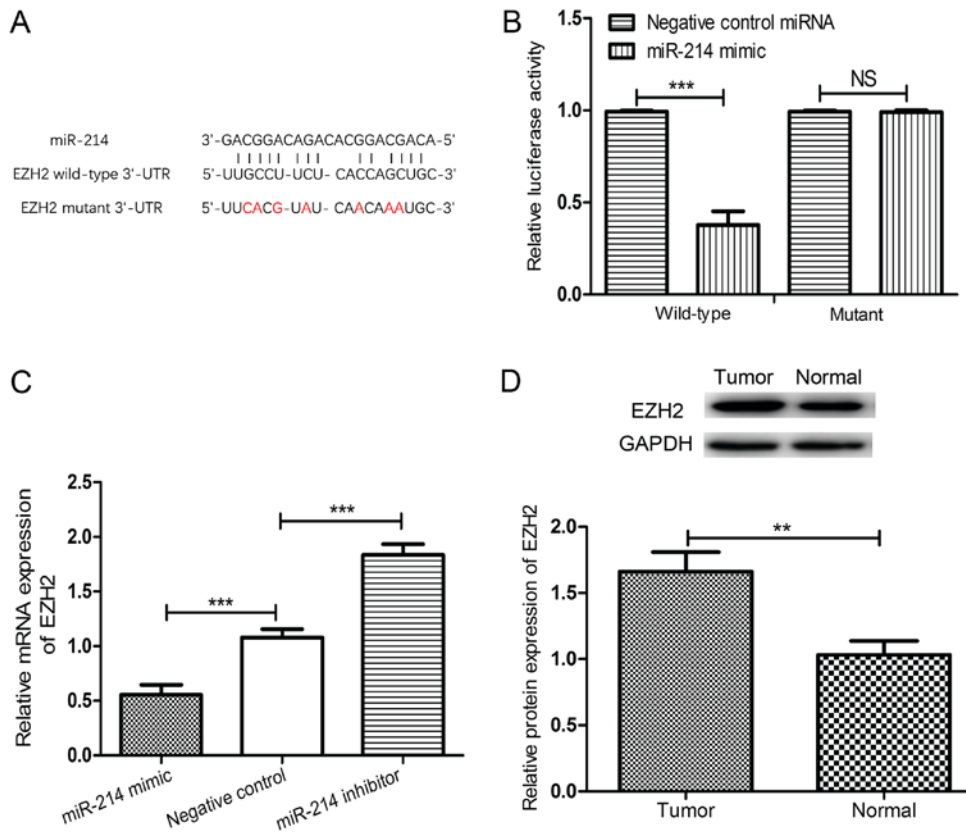 A
miR-214 3'-GACGGACAGACACGGACGACA-5'
EZH2 wild-type 3'-UTR 5'-UUGCCU-UCU- CACCAGCUGC-3'
EZH2 mutant 3'-UTR 5'-UUCACG-UAU- CAACAAAUGC-3'
B
Negative control miRNA
miR-214 mimic
Relative luciferase activity
1.5
1.0
0.5
0.0
***
NS
Wild-type Mutant
C
Relative mRNA expression
of EZH2
2.5
2.0
1.5
1.0
0.5
0.0
***
***
miR-214 mimic
Negative control
miR-214 inhibitor
D
Tumor Normal
EZH2
GAPDH
Relative protein expression of EZH2
2.0
1.5
1.0
0.5
0.0
**
Tumor Normal